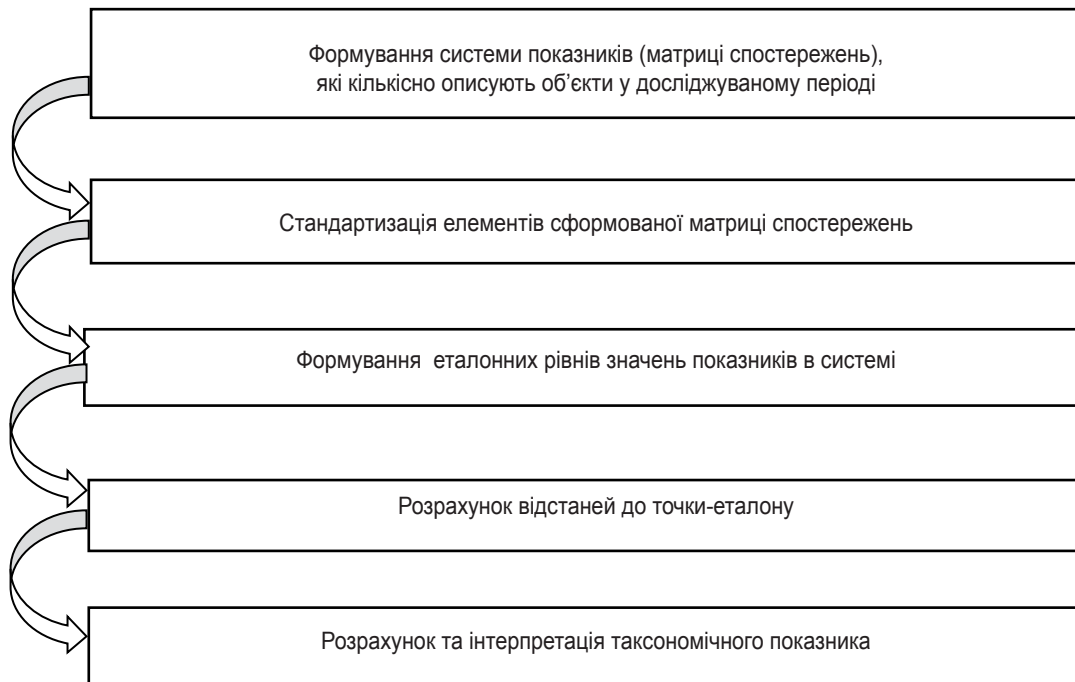 Формування системи показників (матриці спостережень),
які кількісно описують об’єкти у досліджуваному періоді
Стандартизація елементів сформованої матриці спостережень
Формування еталонних рівнів значень показників в системі
Розрахунок відстаней до точки-еталону
Розрахунок та інтерпретація таксономічного показника